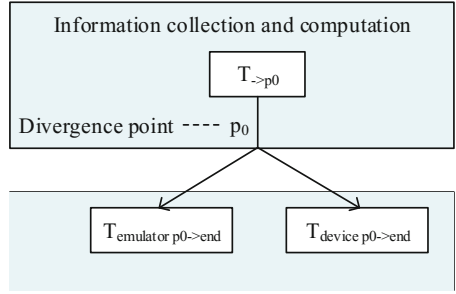 Information collection and computation
T->p0
Divergence point ---- p0
Temulator p0->end
Tdevice p0->end